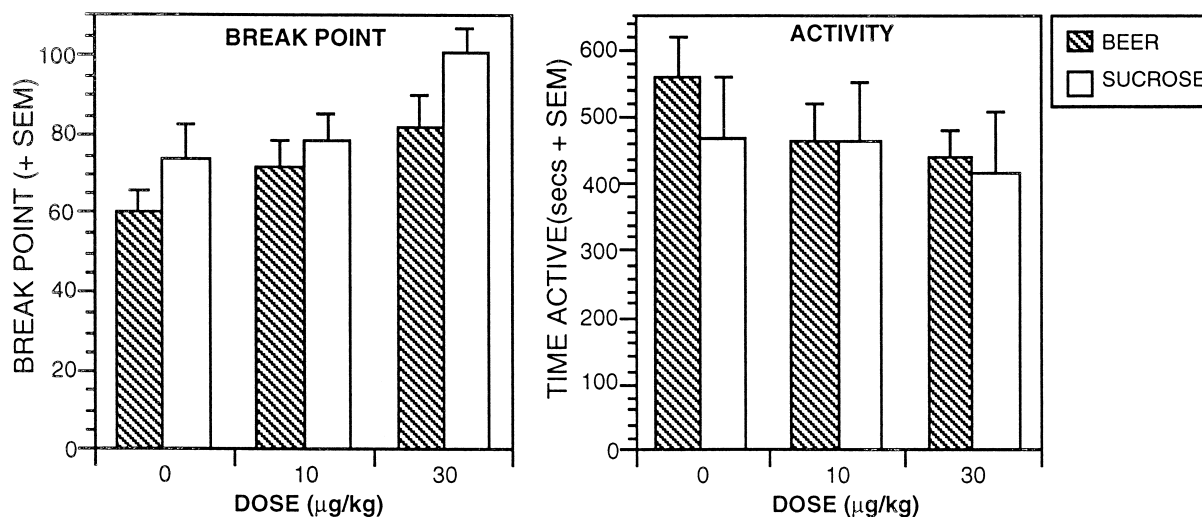 BREAK POINT
BREAK POINT (+ SEM)
100
80
60
40
20
0
0 10 30
DOSE (μg/kg)
ACTIVITY
TIME ACTIVE(secs + SEM)
600
500
400
300
200
100
0
0 10 30
DOSE (μg/kg)
BEER
SUCROSE